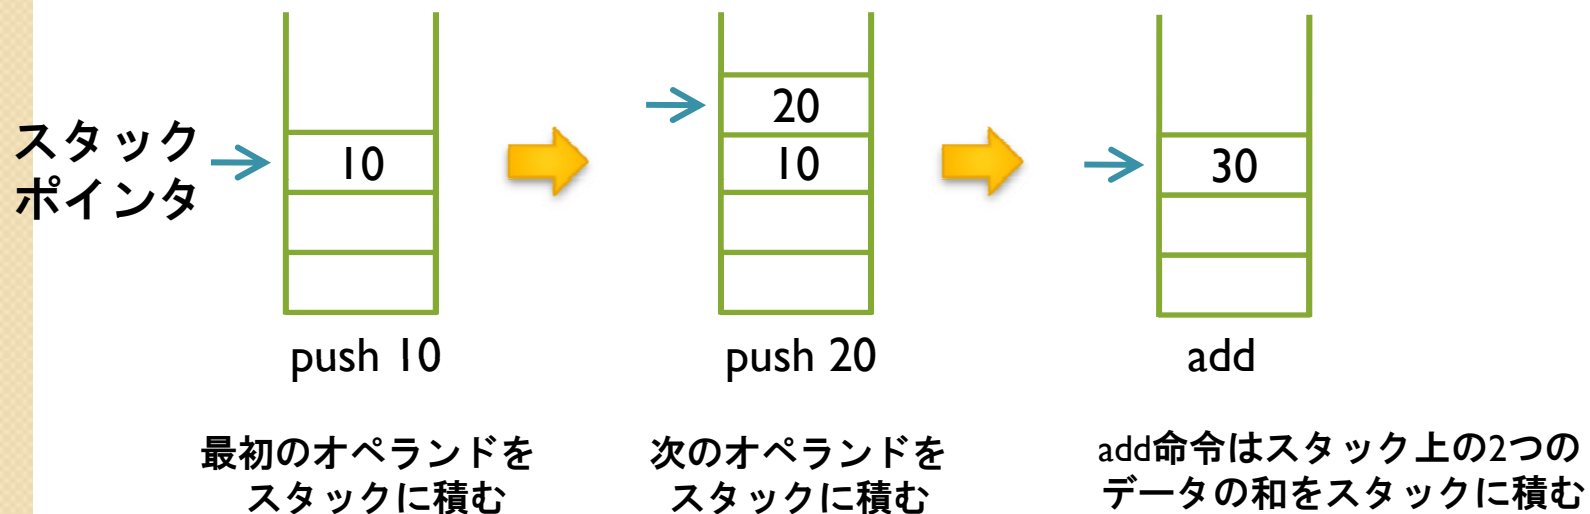 スタック
ポインタ
10
push 10
最初のオペランドを
スタックに積む
20
10
push 20
次のオペランドを
スタックに積む
30
add
add命令はスタック上の2つの
データの和をスタックに積む